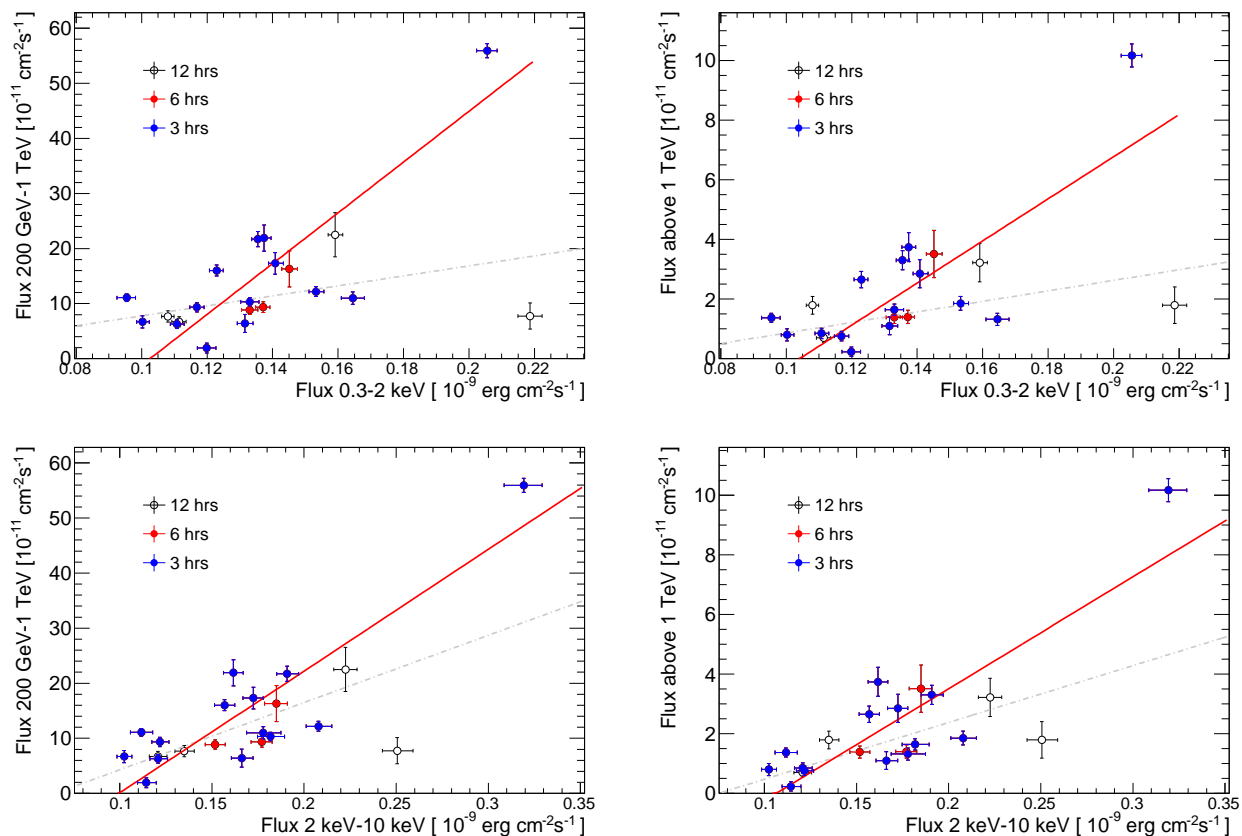 Flux 200 GeV-1 TeV [10⁻¹¹ cm⁻²s⁻¹]
60
50
40
30
20
10
0
12 hrs
6 hrs
3 hrs
0.08 0.1 0.12 0.14 0.16 0.18 0.2 0.22
Flux 0.3-2 keV [ 10⁻⁹ erg cm⁻²s⁻¹]
Flux above 1 TeV [10⁻¹¹ cm⁻²s⁻¹]
10
8
6
4
2
0
12 hrs
6 hrs
3 hrs
0.08 0.1 0.12 0.14 0.16 0.18 0.2 0.22
Flux 0.3-2 keV [ 10⁻⁹ erg cm⁻²s⁻¹]
Flux 200 GeV-1 TeV [10⁻¹¹ cm⁻²s⁻¹]
60
50
40
30
20
10
0
12 hrs
6 hrs
3 hrs
0.1 0.15 0.2 0.25 0.3 0.35
Flux 2 keV-10 keV [ 10⁻⁹ erg cm⁻²s⁻¹]
Flux above 1 TeV [10⁻¹¹ cm⁻²s⁻¹]
10
8
6
4
2
0
12 hrs
6 hrs
3 hrs
0.1 0.15 0.2 0.25 0.3 0.35
Flux 2 keV-10 keV [ 10⁻⁹ erg cm⁻²s⁻¹]